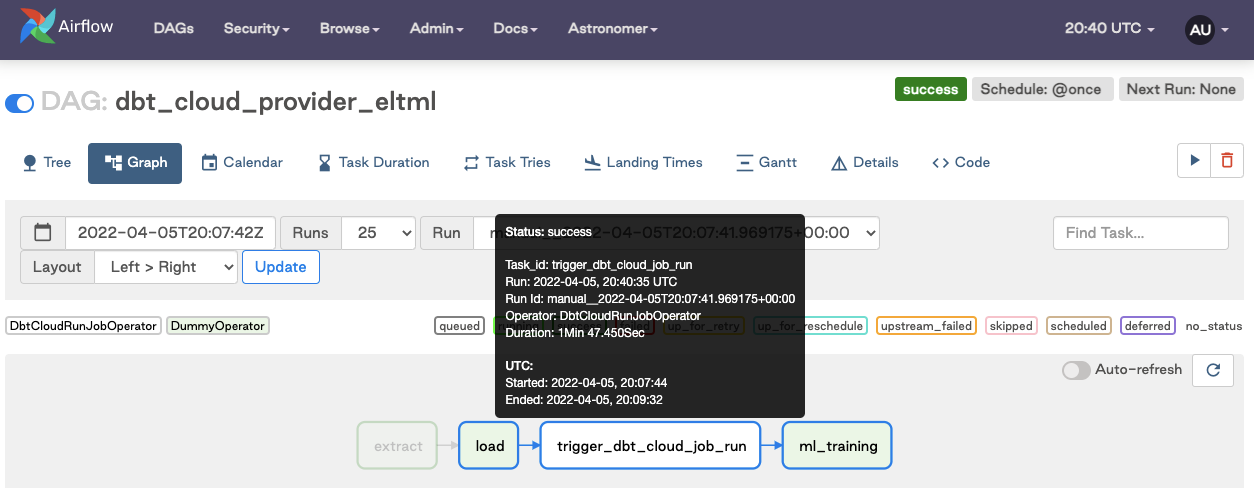 Airflow DAGs Security Browse Admin Docs Astronomer 20:40 UTC AU
DAG: dbt_cloud_provider_eltml success Schedule: @once Next Run: None
Tree Graph Calendar Task Duration Task Tries Landing Times Gantt Details Code
2022-04-05T20:07:42Z Runs 25 Run 2022-04-05T20:07:41.969175+00:00 Find Task...
Layout Left > Right Update
Status: success
Task_id: trigger_dbt_cloud_job_run
Run: 2022-04-05, 20:40:35 UTC
Run Id: manual__2022-04-05T20:07:41.969175+00:00
Operator: DbtCloudRunJobOperator
Duration: 1Min 47.450Sec
UTC:
Started: 2022-04-05, 20:07:44
Ended: 2022-04-05, 20:09:32
DbtCloudRunJobOperator DummyOperator queued running success failed up_for_retry up_for_reschedule upstream_failed skipped scheduled deferred no_status
Auto-refresh
extract load trigger_dbt_cloud_job_run ml_training